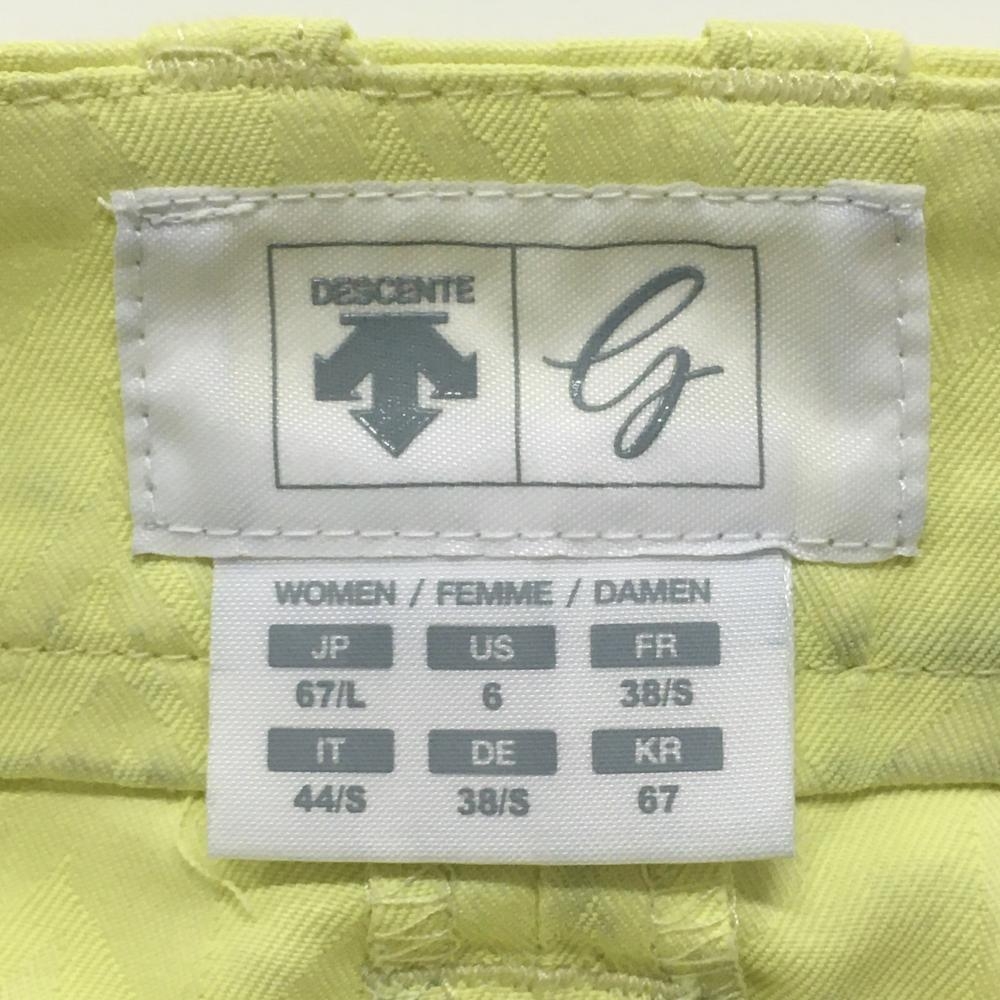 DESCENTE
g
WOMEN / FEMME / DAMEN
JP US FR
67/L 6 38/S
IT DE KR
44/S 38/S 67